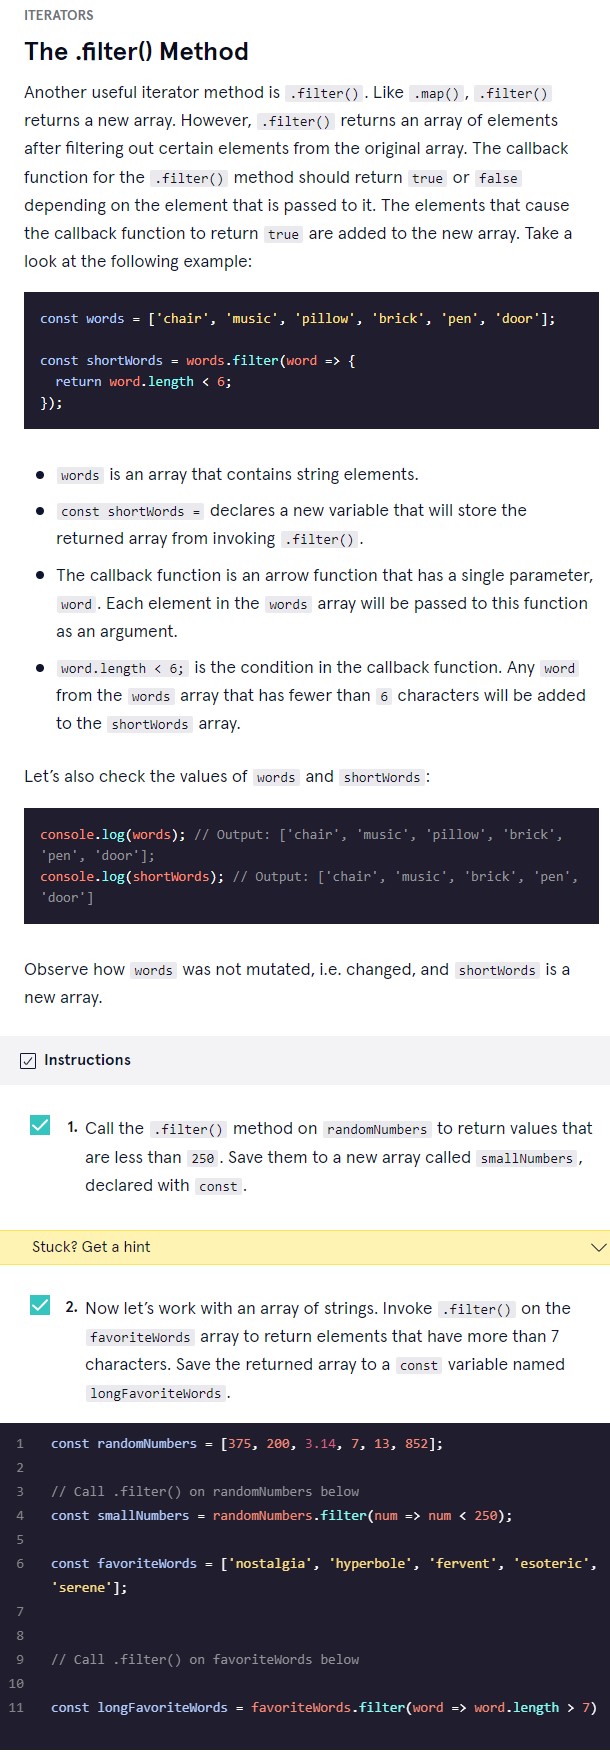 ITERATORS
The .filter() Method
Another useful iterator method is .filter(). Like .map(), .filter()
returns a new array. However, .filter() returns an array of elements
after filtering out certain elements from the original array. The callback
function for the .filter() method should return true or false
depending on the element that is passed to it. The elements that cause
the callback function to return true are added to the new array. Take a
look at the following example:
const words = ['chair', 'music', 'pillow', 'brick', 'pen', 'door'];
const shortWords = words.filter(word => {
return word.length < 6;
});
words is an array that contains string elements.
const shortWords = declares a new variable that will store the
returned array from invoking .filter().
The callback function is an arrow function that has a single parameter,
word. Each element in the words array will be passed to this function
as an argument.
word.length < 6; is the condition in the callback function. Any word
from the words array that has fewer than 6 characters will be added
to the shortWords array.
Let's also check the values of words and shortWords:
console.log(words); // Output: ['chair', 'music', 'pillow', 'brick',
'pen', 'door'];
console.log(shortWords); // Output: ['chair', 'music', 'brick', 'pen',
'door']
Observe how words was not mutated, i.e. changed, and shortWords is a
new array.
Instructions
1. Call the .filter() method on randomNumbers to return values that
are less than 250. Save them to a new array called smallNumbers,
declared with const.
Stuck? Get a hint
2. Now let's work with an array of strings. Invoke .filter() on the
favoriteWords array to return elements that have more than 7
characters. Save the returned array to a const variable named
longFavoriteWords.
1 const randomNumbers = [375, 200, 3.14, 7, 13, 852];
2
3 // Call .filter() on randomNumbers below
4 const smallNumbers = randomNumbers.filter(num => num < 250);
5
6 const favoriteWords = ['nostalgia', 'hyperbole', 'fervent', 'esoteric',
'serene'];
7
8
9 // Call .filter() on favoriteWords below
10
11 const longFavoriteWords = favoriteWords.filter(word => word.length > 7)